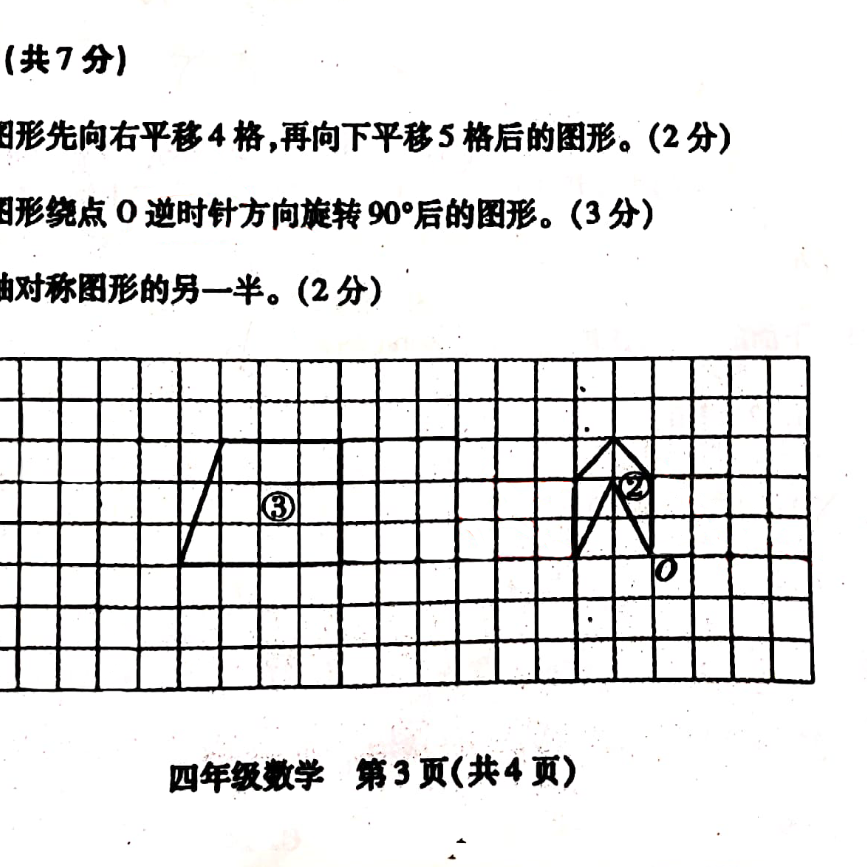 (共7分)
图形先向右平移4格,再向下平移5格后的图形。(2分)
图形绕点O逆时针方向旋转90°后的图形。(3分)
轴对称图形的另一半。(2分)
③
②
O
四年级数学 第3页(共4页)